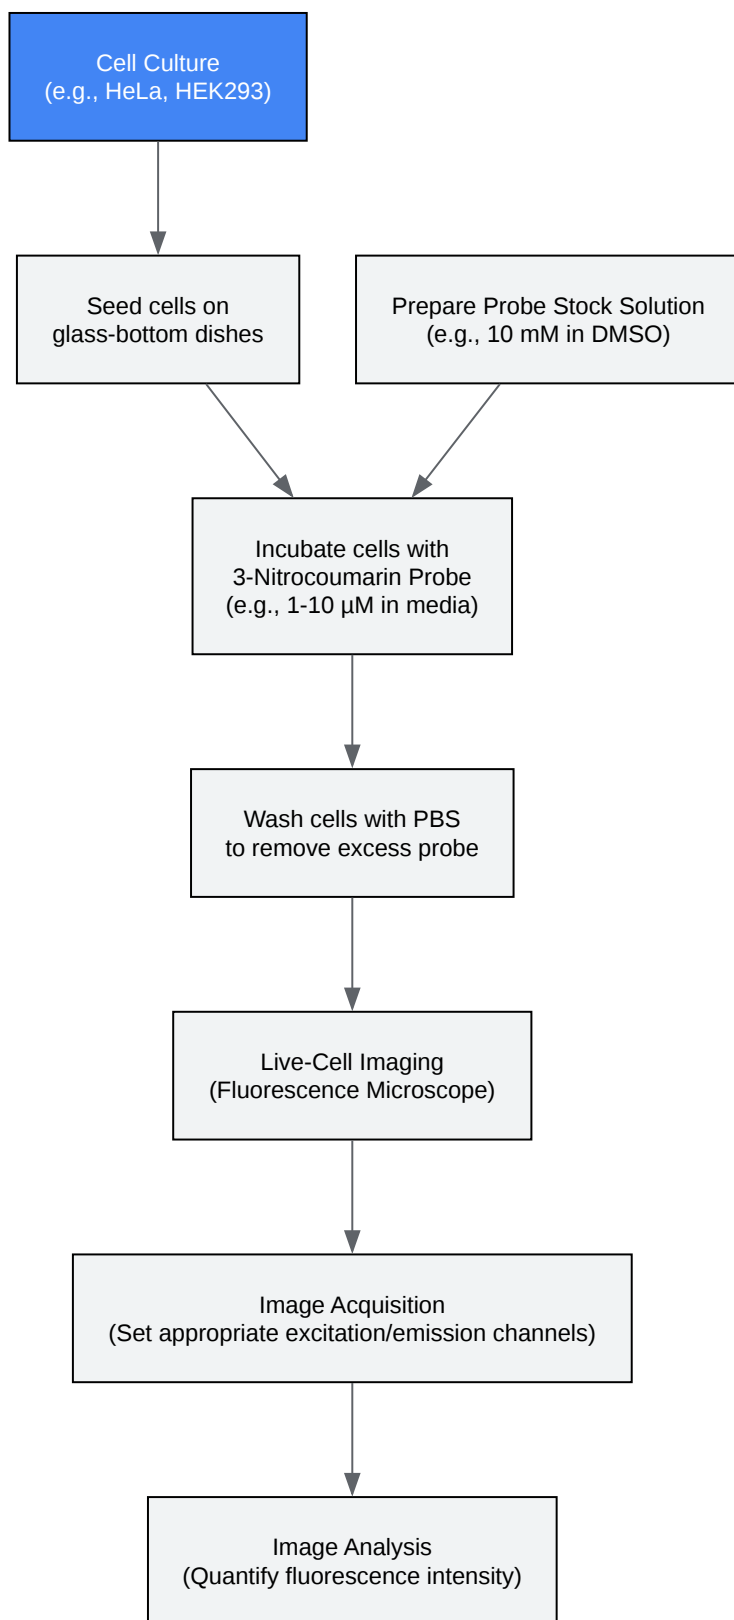 Cell Culture
(e.g., HeLa, HEK293)
Seed cells on
glass-bottom dishes
Prepare Probe Stock Solution
(e.g., 10 mM in DMSO)
Incubate cells with
3-Nitrocoumarin Probe
(e.g., 1-10 µM in media)
Wash cells with PBS
to remove excess probe
Live-Cell Imaging
(Fluorescence Microscope)
Image Acquisition
(Set appropriate excitation/emission channels)
Image Analysis
(Quantify fluorescence intensity)